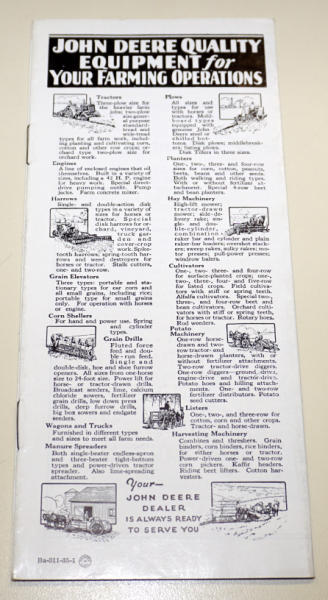 JOHN DEERE QUALITY
EQUIPMENT for
YOUR FARMING OPERATIONS
Tractors
Three-plow size for
the heavier farm
jobs; two-plow
size—general
purpose
standard-
tread and
wide-tread
types for all farm work, includ-
ing planting and cultivating corn,
cotton and other row crops; or-
chard type two-plow size for
orchard work.
Engines
A line of enclosed engines that oil
themselves. Built in a variety of
sizes, including a 42 H. P. engine
for heavy work. Special direct-
drive pumping outfit. Pump
jacks. Farm concrete mixer.
Harrows
Single- and double-action disk
types in a variety of
sizes for horses or
tractor. Special
disk harrows for or-
chard, vineyard,
truck gar-
den and
cover-crop
work. Spike-
tooth harrows; spring-tooth har-
rows and weed destroyers for
horses or tractor. Stalk cutters,
one- and two-row.
Grain Elevators
Three types: portable and sta-
tionary types for ear corn and
all small grains, including rice;
portable type for small grains
only. For operation with horses
or engine.
Corn Shellers
For hand and power use. Spring
and cylinder
types.
Grain Drills
Fluted force
feed and dou-
ble-run feed.
Single and
double-disk, hoe and shoe furrow
openers. All sizes from one-horse
size to 24-foot size. Power lift for
horse- or tractor-drawn drills.
Broadcast seeders, lime, calcium
chloride sowers, fertilizer
grain drills, low down press
drills, deep furrow drills,
big box sowers and endgate
seeders.
Wagons and Trucks
Furnished in different types
and sizes to meet all farm needs.
Manure Spreaders
Both single-beater endless-apron
and three-beater tight-bottom
types and power-driven tractor
spreader. Also lime-spreading
attachment.
Plows
All sizes and
types for use
with horses or
tractors. Mold-
board types
equipped with
genuine John
Deere steel or
chilled bot-
toms. Disk plows; middlebreak-
ers; listing plows.
Disk Tillers in three sizes.
Planters
One-, two-, three- and four-row
sizes for corn, cotton, peanuts,
beets, beans and other seeds.
Both walking and riding types.
With or without fertilizer at-
tachment. Special 4-row beet
and bean planters.
Hay Machinery
High-lift mower;
tractor-drawn
mower; side-de-
livery rake; sin-
gle and dou-
ble-cylinder,
combination
raker bar and cylinder and plain
raker-bar loaders; overshot stack-
ers; sweep rakes, sulky rakes; mo-
tor presses; pull-power presses;
windrow balers.
Cultivators
One-, two-, three- and four-row
for surface-planted crops; one-,
two-, three-, four- and five-row
for listed crops. Field cultiva-
tors with stiff or spring teeth.
Alfalfa cultivators. Special two-,
three-, and four-row beet and
bean cultivators. Orchard culti-
vators with stiff or spring teeth,
for horses or tractor. Rotary hoes.
Rod weeders.
Potato
Machinery
One-row horse-
drawn and two-
row tractor- and
horse-drawn planters, with or
without fertilizer attachments.
Two-row tractor-drive diggers.
One-row diggers—ground-drive,
engine-drive and tractor-drive.
Potato hoes and hilling attach-
ments. One- and two-row
fertilizer distributors. Potato
seed cutters.
Listers
One-, two-, and three-row for
cotton, corn and other crops.
Tractor- and horse-drawn.
Harvesting Machinery
Combines and threshers. Grain
binders, corn binders, rice binders,
for either horses or tractor.
Power-driven one- and two-row
corn pickers. Kaffir headers.
Riding beet lifters. Cotton har-
vesters.
Your—
JOHN DEERE
DEALER
IS ALWAYS READY
TO SERVE YOU
Ba-811-35-1